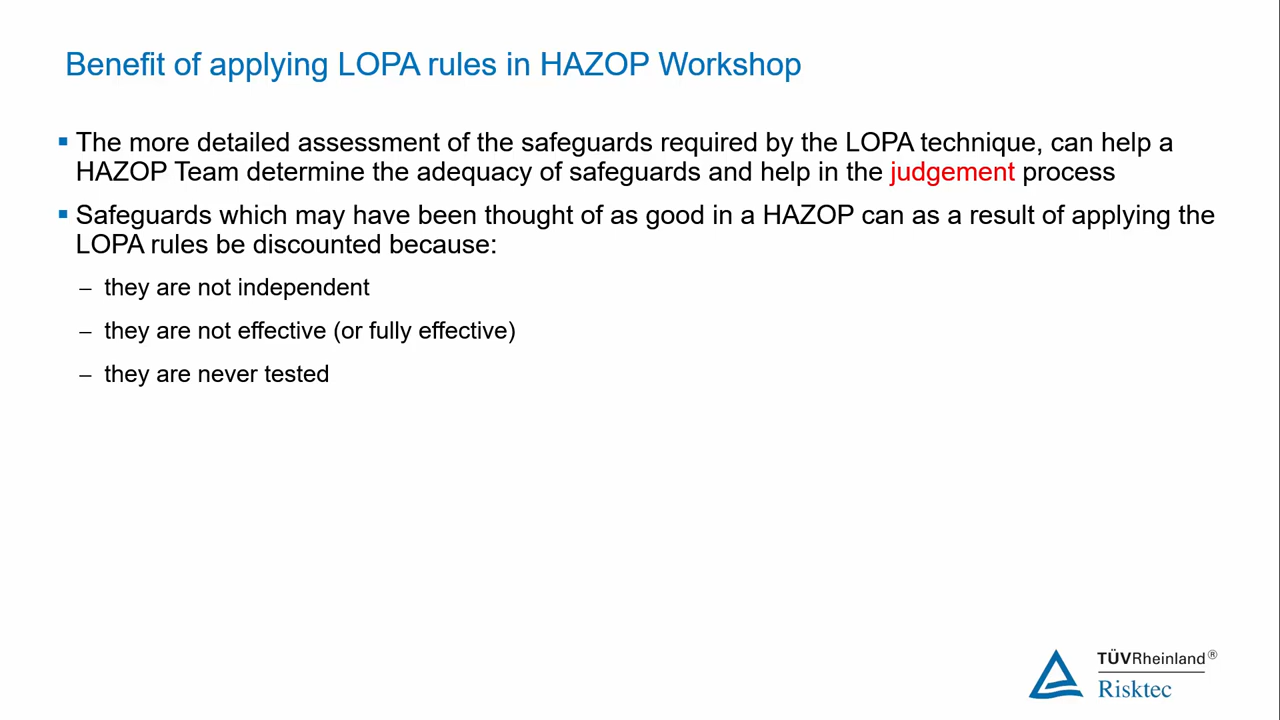 Benefit of applying LOPA rules in HAZOP Workshop
▪ The more detailed assessment of the safeguards required by the LOPA technique, can help a
HAZOP Team determine the adequacy of safeguards and help in the judgement process
▪ Safeguards which may have been thought of as good in a HAZOP can as a result of applying the
LOPA rules be discounted because:
– they are not independent
– they are not effective (or fully effective)
– they are never tested
TÜVRheinland®
Risktec